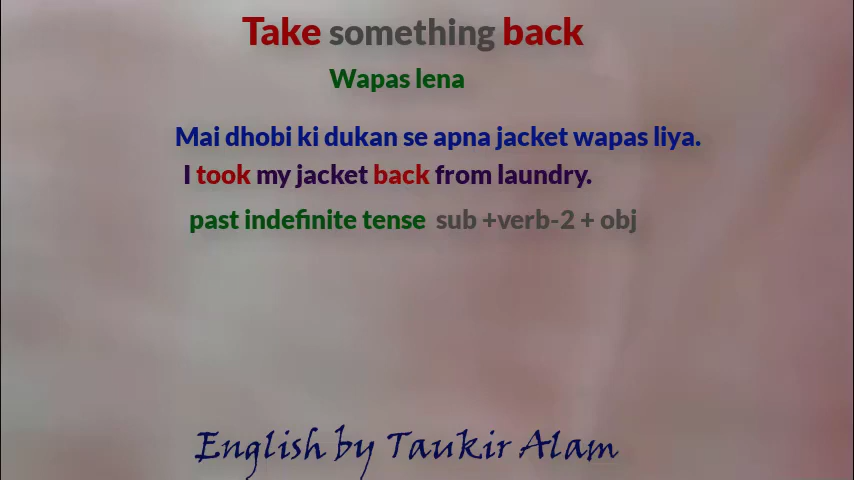 Take something back
Wapas lena
Mai dhobi ki dukan se apna jacket wapas liya.
I took my jacket back from laundry.
past indefinite tense sub +verb-2 + obj
English by Taukir Alam